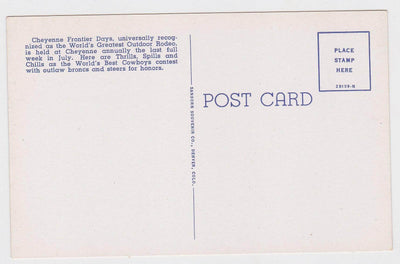 Cheyenne Frontier Days, universally recog-
nized as the World's Greatest Outdoor Rodeo,
is held at Cheyenne annually the last full
week in July. Here are Thrills, Spills and
Chills as the World's Best Cowboys contest
with outlaw broncs and steers for honors.
SANBORN SOUVENIR CO., DENVER, COLO.
POST CARD
PLACE
STAMP
HERE